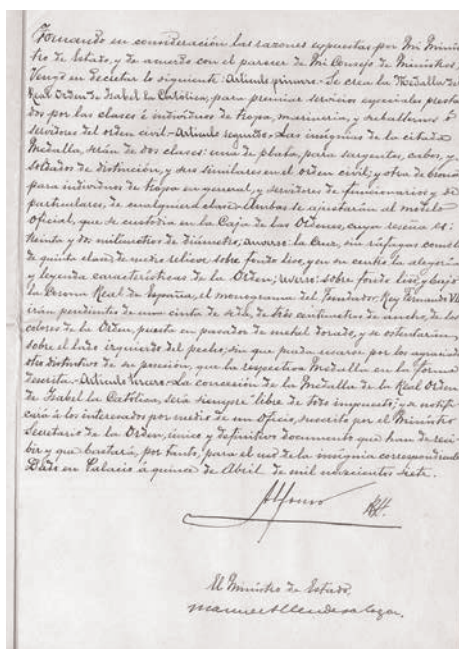 Tomando en consideración las razones expuestas por Mi Minis-
tro de Estado, y de acuerdo con el parecer de Mi Consejo de Ministros,
Vengo en decretar lo siguiente: Artículo primero.- Se crea la Medalla de
Real Orden de Isabel la Católica, para premiar servicios especiales presta-
dos por las clases é individuos de tropa, marinería, y
servidores del orden civil.- Artículo segundo.- Las insignias de la citada
Medalla, serán de dos clases: una de plata, para sargentos, cabos, y
soldados de distinción, y sus similares en el orden civil; y otra de bronce
para individuos de tropa en general, y servidores de funcionarios y de
particulares, de cualquiera clase. Ambas se ajustarán al modelo
oficial, que se custodia en la Caja de las Ordenes, cuya reseña es:
treinta y dos milímetros de diámetro, anverso la Cruz, sin ráfagas como la
de quinta clase, de medio relieve sobre fondo liso, y en su centro la alegoría
y leyenda características de la Orden; reverso: sobre fondo liso, y bajo
la Corona Real de España, el monograma del Fundador, Rey Fernando VII
irán pendientes de una cinta de seda, de tres centímetros de ancho, de los
colores de la Orden, puesta en pasador de metal dorado, y se ostentarán
sobre el lado izquierdo del pecho; sin que pueda usarse por los agraciados
otro distintivo de su pensión, que la respectiva Medalla en la forma
descrita.- Artículo tercero.- La concesión de la Medalla de la Real Orden
de Isabel la Católica, será siempre libre de todo impuesto; y se notifi-
cará á los interesados por medio de un Oficio, suscrito por el Ministro
Secretario de la Orden, único y definitivo documento que han de reci-
bir y que bastará, por tanto, para el uso de la insignia correspondiente
Dado en Palacio á quince de Abril de mil novecientos siete.
Alfonso
El Ministro de Estado.
Manuel Allendesalazar